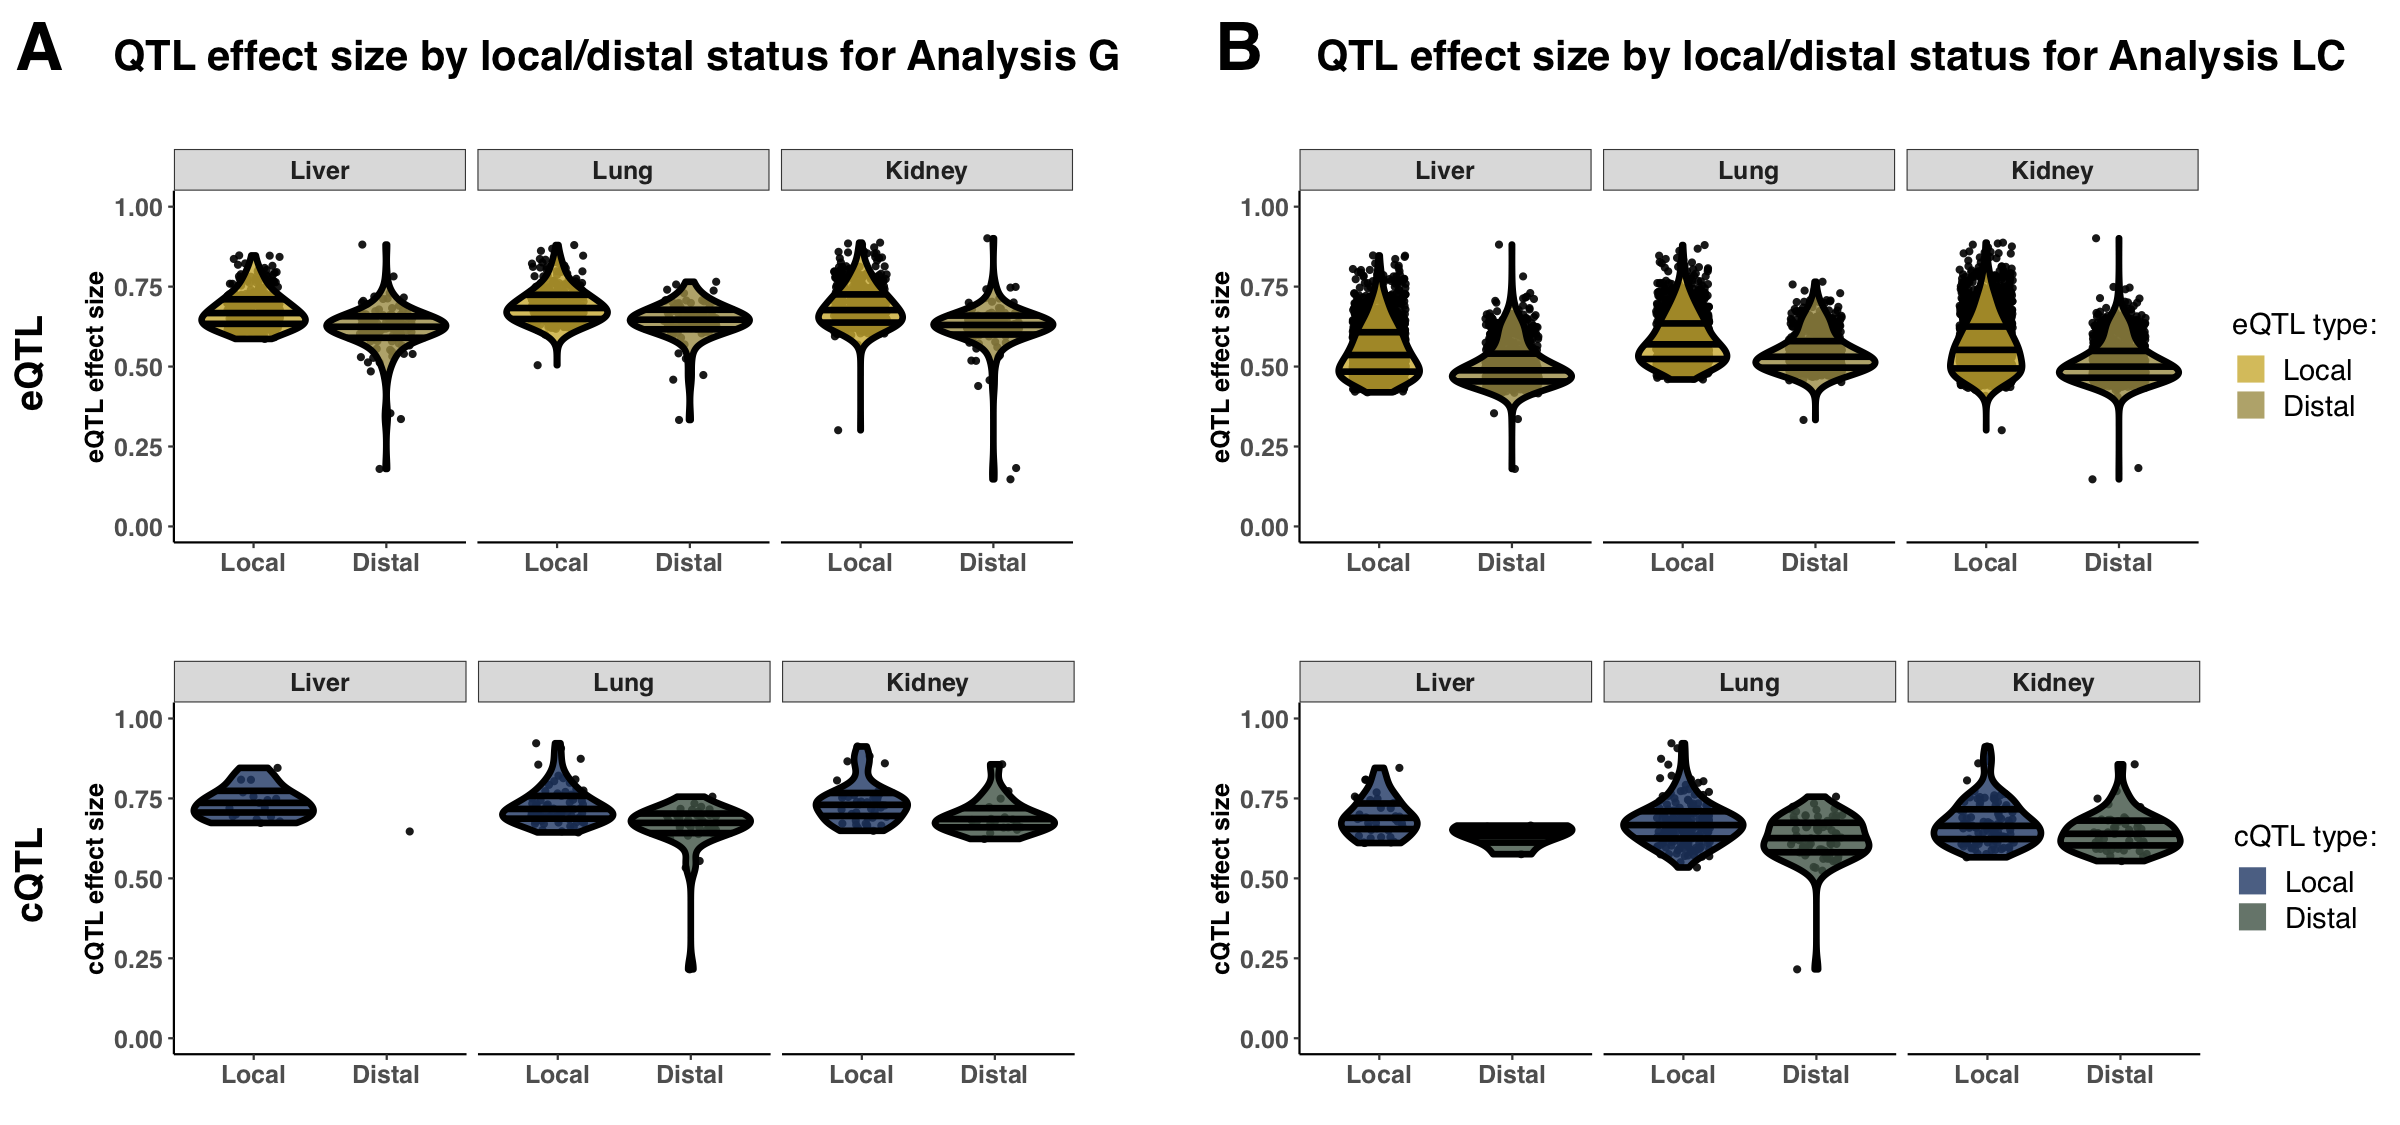 A QTL effect size by local/distal status for Analysis G
eQTL
Liver Lung Kidney
eQTL effect size
1.00
0.75
0.50
0.25
0.00
Local Distal Local Distal Local Distal
cQTL
Liver Lung Kidney
cQTL effect size
1.00
0.75
0.50
0.25
0.00
Local Distal Local Distal Local Distal
B QTL effect size by local/distal status for Analysis LC
Liver Lung Kidney
eQTL effect size
1.00
0.75
0.50
0.25
0.00
Local Distal Local Distal Local Distal
eQTL type:
Local
Distal
Liver Lung Kidney
cQTL effect size
1.00
0.75
0.50
0.25
0.00
Local Distal Local Distal Local Distal
cQTL type:
Local
Distal